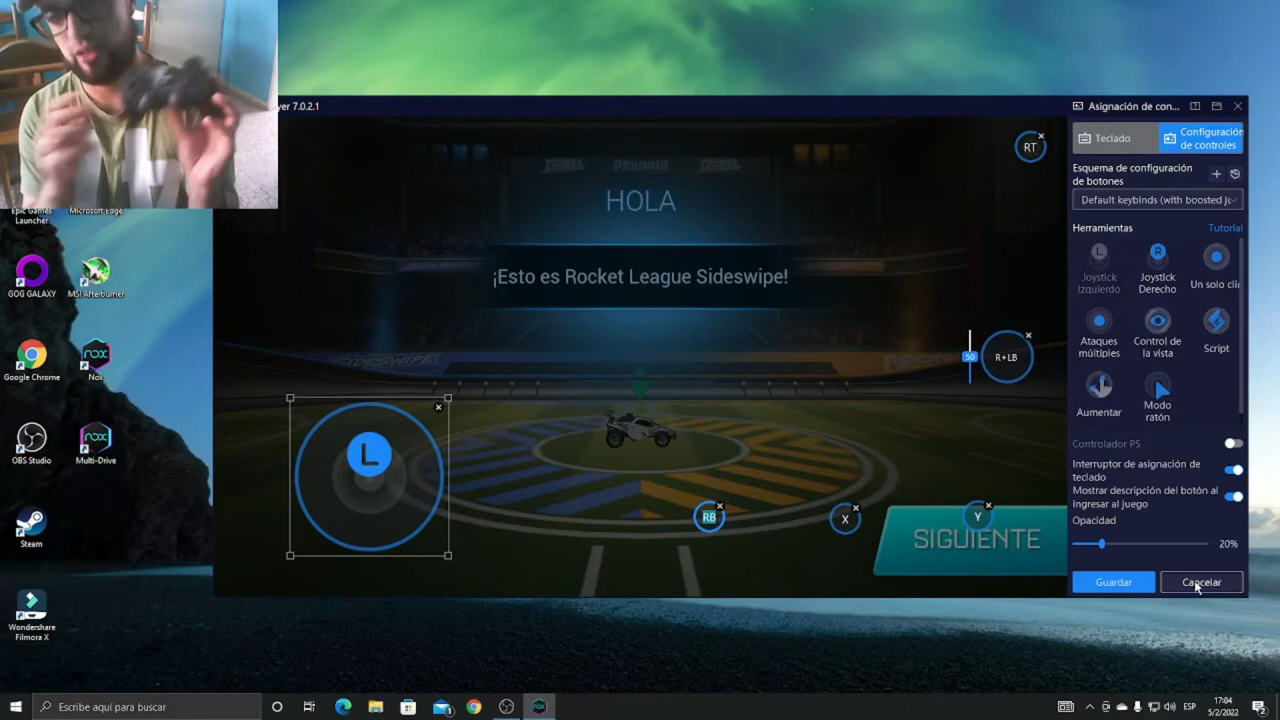 Epic Games
Launcher
Microsoft Edge
GOG GALAXY
MSI Afterburner
Google Chrome
Nox
OBS Studio
Multi-Drive
Steam
Wondershare
Filmora X
ver 7.0.2.1
HOLA
¡Esto es Rocket League Sideswipe!
RT
50
R+LB
L
RB
X
Y
SIGUIENTE
Asignación de con...
Teclado
Configuración
de controles
Esquema de configuración
de botones
Default keybinds (with boosted ju
Herramientas
Tutorial
L
R
Joystick
Izquierdo
Joystick
Derecho
Un solo clic
Ataques
múltiples
Control de
la vista
Script
Aumentar
Modo
ratón
Controlador PS
Interruptor de asignación de
teclado
Mostrar descripción del botón al
ingresar al juego
Opacidad
20%
Guardar
Cancelar
Escribe aquí para buscar
ESP
17:04
5/2/2022